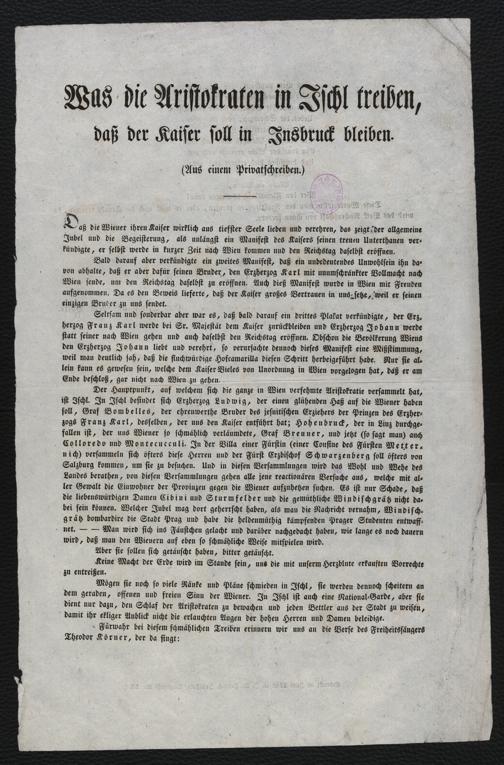 Was die Aristokraten in Ischl treiben,
daß der Kaiser soll in Insbruck bleiben.
(Aus einem Privatschreiben.)
Daß die Wiener ihren Kaiser wirklich aus tiefster Seele lieben und verehren, das zeigt der allgemeine
Jubel und die Begeisterung, als unlängst ein Manifest des Kaisers seinen treuen Unterthanen ver-
kündigte, er selbst werde in kurzer Zeit nach Wien kommen und den Reichstag daselbst eröffnen.
Bald darauf aber verkündigte ein zweites Manifest, daß ein unbedeutendes Unwohlsein ihn da-
von abhalte, daß er aber dafür seinen Bruder, den Erzherzog Karl mit unumschränkter Vollmacht nach
Wien sende, um den Reichstag daselbst zu eröffnen. Auch dieß Manifest wurde in Wien mit Freuden
aufgenommen. Da es den Beweis lieferte, daß der Kaiser großes Vertrauen in uns setze, weil er seinen
einzigen Bruder zu uns sendet.
Seltsam und sonderbar aber war es, daß bald darauf ein drittes Plakat verkündigte, der Erz-
herzog Franz Karl werde bei Sr. Majestät dem Kaiser zurückbleiben und Erzherzog Johann werde
statt seiner nach Wien gehen und auch daselbst den Reichstag eröffnen. Obschon die Bevölkerung Wiens
den Erzherzog Johann liebt und verehrt, so verursachte dennoch dieses Manifest eine Mißstimmung,
weil man deutlich sah, daß die fluchwürdige Hofcamarilla diesen Schritt herbeigeführt habe. Nur sie al-
lein kann es gewesen sein, welche dem Kaiser Vieles von Unordnung in Wien vorgelogen hat, daß er am
Ende beschloß, gar nicht nach Wien zu gehen.
Der Hauptpunkt, auf welchem sich die ganze in Wien verfehmte Aristokratie versammelt hat,
ist Ischl. In Ischl befindet sich Erzherzog Ludwig, der einen glühenden Haß auf die Wiener haben
soll, Graf Bombelles, der ehrenwerthe Bruder des jesuitischen Erziehers der Prinzen des Erzher-
zogs Franz Karl, desselben, der uns den Kaiser entführt hat; Hohenbruck, der in Linz durchge-
fallen ist, der uns Wiener so schmählich verläumdete, Graf Brenner, und jetzt (so sagt man) auch
Colloredo und Montecuculi. In der Villa einer Fürstin (einer Cousine des Fürsten Metter-
nich) versammeln sich öfters diese Herren und der Fürst Erzbischof Schwarzenberg soll öfters von
Salzburg kommen, um sie zu besuchen. Und in diesen Versammlungen wird das Wohl und Wehe des
Landes berathen, von diesen Versammlungen gehen alle jene reactionären Versuche aus, welche mit al-
ler Gewalt die Einwohner der Provinzen gegen die Wiener aufzuhetzen suchen. Es ist nur Schade, daß
die liebenswürdigen Damen Cibini und Sturmfelder und die gemüthliche Windischgrätz nicht da-
bei sein können. Welcher Jubel mag dort geherrscht haben, als man die Nachricht vernahm, Windisch-
grätz bombardire die Stadt Prag und habe die heldenmüthig kämpfenden Prager Studenten entwaff-
net. — — Man wird sich ins Fäustchen gelacht und darüber nachgedacht haben, wie lange es noch dauern
wird, daß man den Wienern auf eben so schmähliche Weise mitspielen wird.
Aber sie sollen sich getäuscht haben, bitter getäuscht.
Keine Macht der Erde wird im Stande sein, uns die mit unserm Herzblute erkauften Vorrechte
zu entreißen.
Mögen sie noch so viele Ränke und Pläne schmieden in Ischl, sie werden dennoch scheitern an
dem geraden, offenen und freien Sinn der Wiener. In Ischl ist auch eine National-Garde, aber sie
dient nur dazu, den Schlaf der Aristokraten zu bewachen und jeden Bettler aus der Stadt zu weisen,
damit ihr ekliger Anblick nicht die erlauchten Augen der hohen Herren und Damen beleidige.
Fürwahr bei diesem schmählichen Treiben erinnern wir uns an die Verse des Freiheitssängers
Theodor Körner, der da singt: